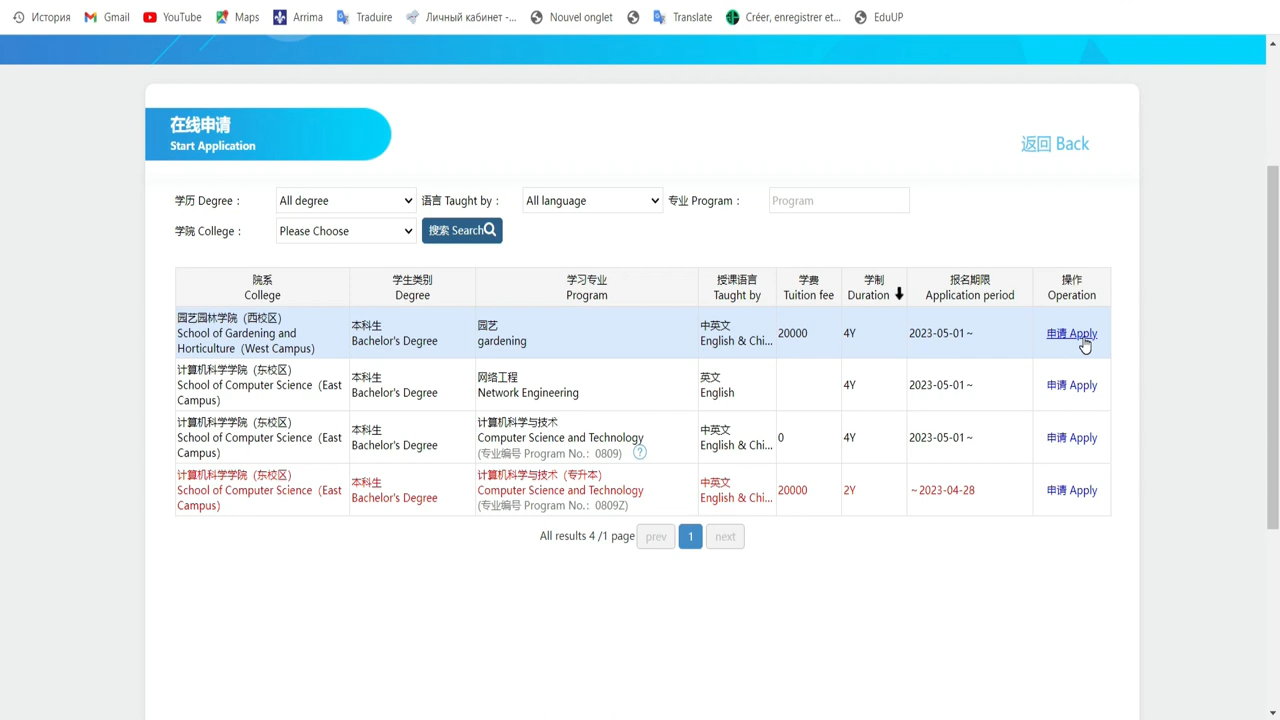 История Gmail YouTube Maps Arrima Traduire Личный кабинет -... Nouvel onglet Translate Créer, enregistrer et... EduUP
在线申请
Start Application
返回 Back
学历 Degree： All degree 语言 Taught by： All language 专业 Program： Program
学院 College： Please Choose 搜索 Search
院系 学生类别 学习专业 授课语言 学费 学制 报名期限 操作
College Degree Program Taught by Tuition fee Duration Application period Operation
园艺园林学院（西校区）
School of Gardening and
Horticulture（West Campus）
本科生
Bachelor's Degree
园艺
gardening
中英文
English & Chi...
20000
4Y
2023-05-01～
申请 Apply
计算机科学学院（东校区）
School of Computer Science（East
Campus）
本科生
Bachelor's Degree
网络工程
Network Engineering
英文
English
4Y
2023-05-01～
申请 Apply
计算机科学学院（东校区）
School of Computer Science（East
Campus）
本科生
Bachelor's Degree
计算机科学与技术
Computer Science and Technology
(专业编号 Program No.：0809) ?
中英文
English & Chi...
0
4Y
2023-05-01～
申请 Apply
计算机科学学院（东校区）
School of Computer Science（East
Campus）
本科生
Bachelor's Degree
计算机科学与技术（专升本）
Computer Science and Technology
(专业编号 Program No.：0809Z)
中英文
English & Chi...
20000
2Y
～2023-04-28
申请 Apply
All results 4 /1 page prev 1 next